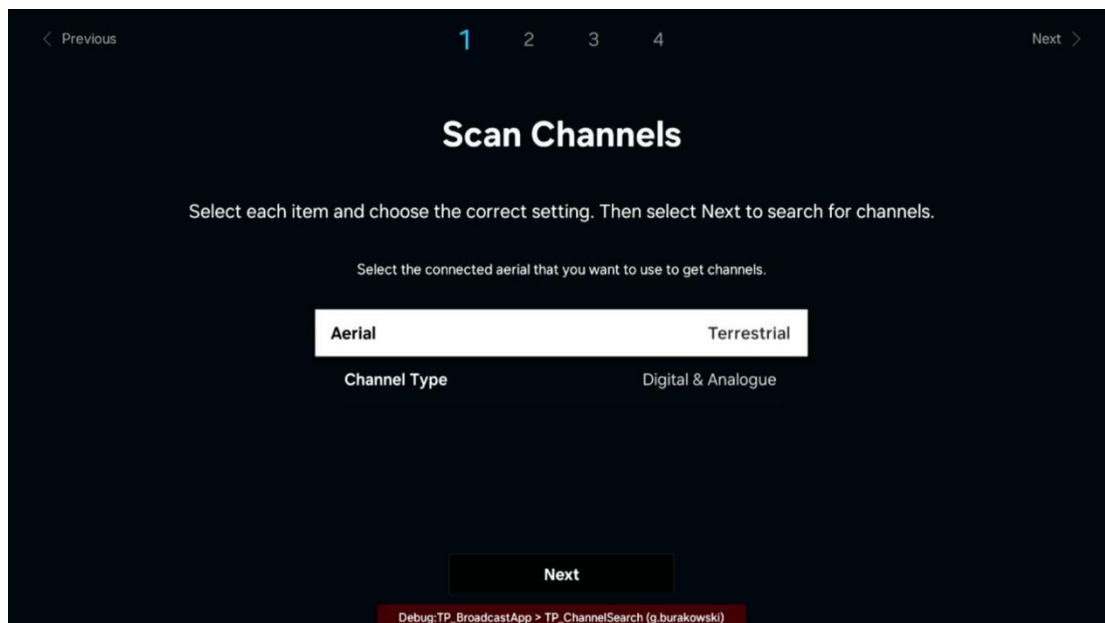 Previous
1 2 3 4
Next
Scan Channels
Select each item and choose the correct setting. Then select Next to search for channels.
Select the connected aerial that you want to use to get channels.
Aerial Terrestrial
Channel Type Digital & Analogue
Next
Debug:TP_BroadcastApp > TP_ChannelSearch (g.burakowski)